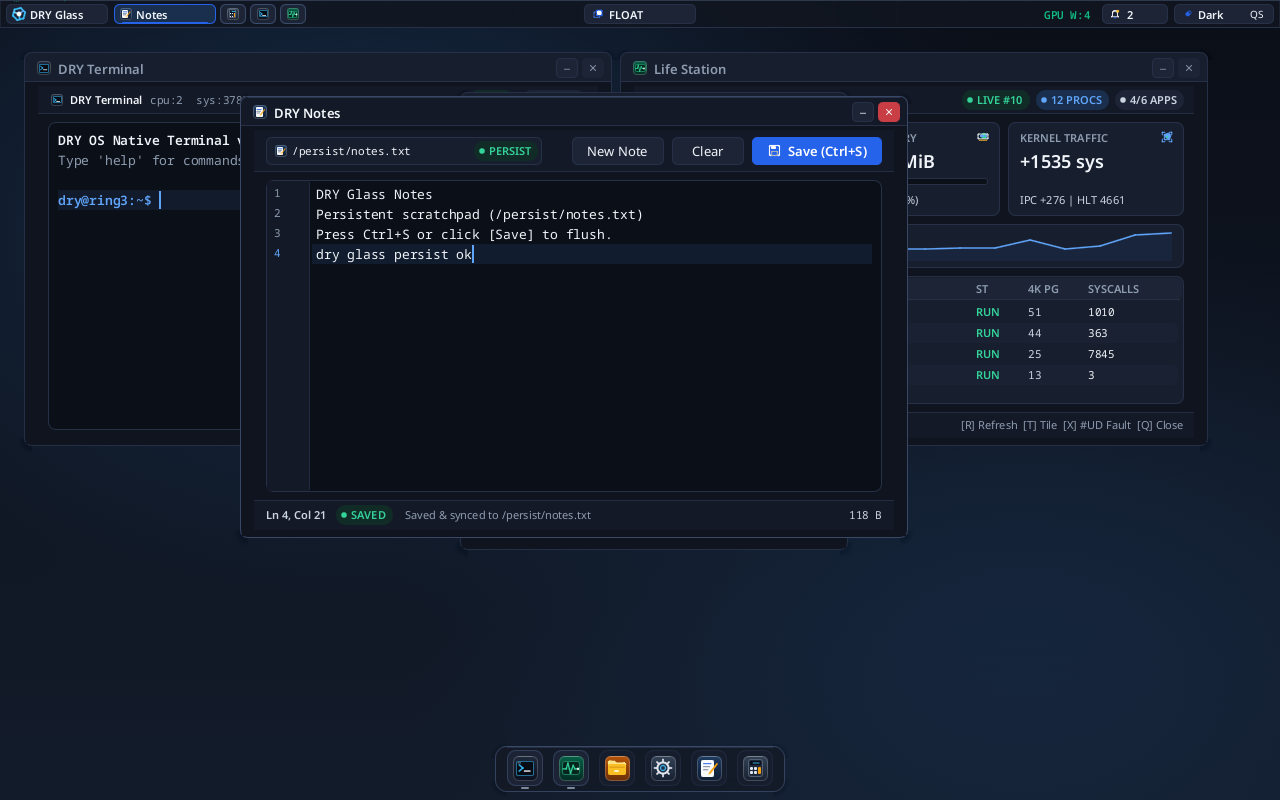 DRY Glass
Notes
FLOAT
GPU W:4
2
Dark
QS
DRY Terminal
DRY Terminal cpu:2 sys:378
DRY OS Native Terminal
Type 'help' for commands
dry@ring3:~$
Life Station
LIVE #10
12 PROCS
4/6 APPS
MiB
KERNEL TRAFFIC
+1535 sys
IPC +276 | HLT 4661
ST 4K PG SYSCALLS
RUN 51 1010
RUN 44 363
RUN 25 7845
RUN 13 3
[R] Refresh [T] Tile [X] #UD Fault [Q] Close
DRY Notes
/persist/notes.txt
PERSIST
New Note
Clear
Save (Ctrl+S)
1 DRY Glass Notes
2 Persistent scratchpad (/persist/notes.txt)
3 Press Ctrl+S or click [Save] to flush.
4 dry glass persist ok
Ln 4, Col 21
SAVED
Saved & synced to /persist/notes.txt
118 B